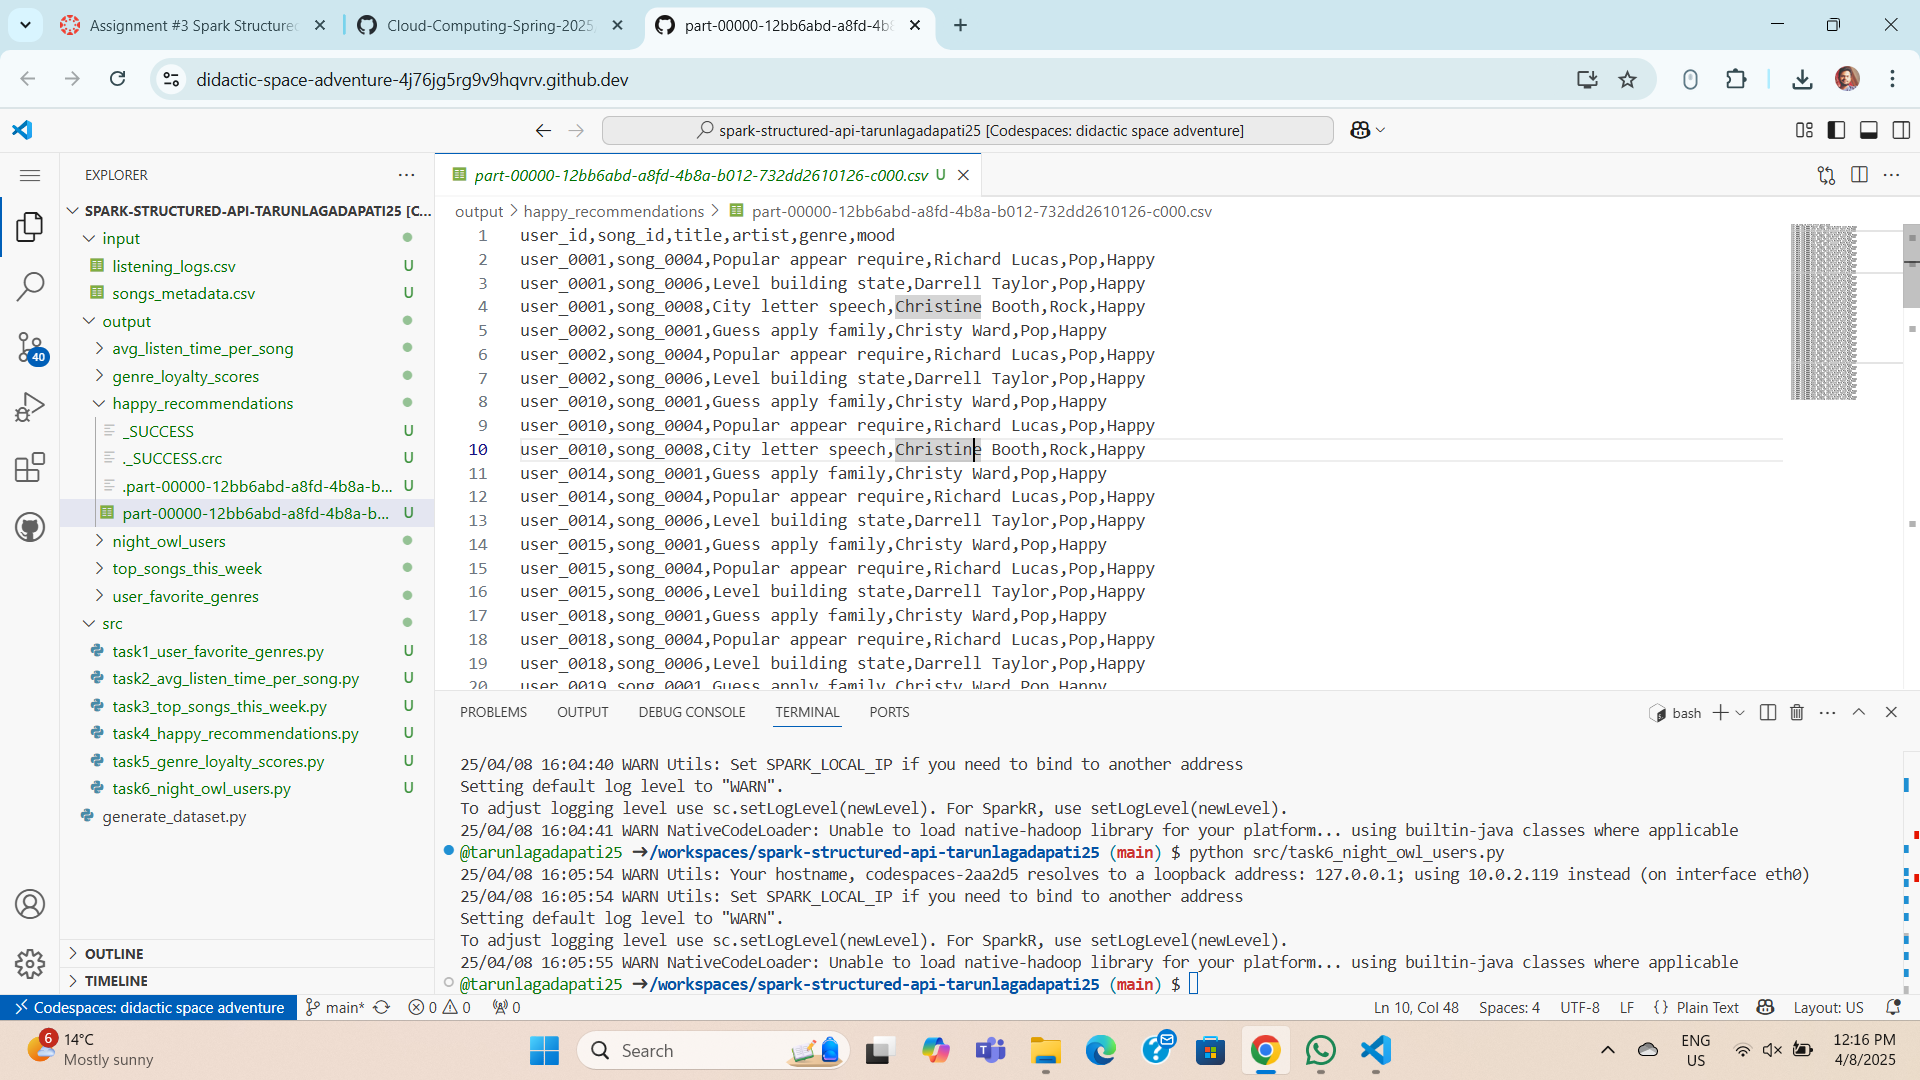 Assignment #3 Spark Structure
Cloud-Computing-Spring-2025
part-00000-12bb6abd-a8fd-4b8
didactic-space-adventure-4j76jg5rg9v9hqvrv.github.dev
spark-structured-api-tarunlagadapati25 [Codespaces: didactic space adventure]
EXPLORER
SPARK-STRUCTURED-API-TARUNLAGADAPATI25 [C...
input
listening_logs.csv U
songs_metadata.csv U
output
avg_listen_time_per_song
genre_loyalty_scores
happy_recommendations
_SUCCESS U
._SUCCESS.crc U
.part-00000-12bb6abd-a8fd-4b8a-b... U
part-00000-12bb6abd-a8fd-4b8a-b... U
night_owl_users
top_songs_this_week
user_favorite_genres
src
task1_user_favorite_genres.py U
task2_avg_listen_time_per_song.py U
task3_top_songs_this_week.py U
task4_happy_recommendations.py U
task5_genre_loyalty_scores.py U
task6_night_owl_users.py U
generate_dataset.py
OUTLINE
TIMELINE
40
part-00000-12bb6abd-a8fd-4b8a-b012-732dd2610126-c000.csv U
output > happy_recommendations > part-00000-12bb6abd-a8fd-4b8a-b012-732dd2610126-c000.csv
1 user_id,song_id,title,artist,genre,mood
2 user_0001,song_0004,Popular appear require,Richard Lucas,Pop,Happy
3 user_0001,song_0006,Level building state,Darrell Taylor,Pop,Happy
4 user_0001,song_0008,City letter speech,Christine Booth,Rock,Happy
5 user_0002,song_0001,Guess apply family,Christy Ward,Pop,Happy
6 user_0002,song_0004,Popular appear require,Richard Lucas,Pop,Happy
7 user_0002,song_0006,Level building state,Darrell Taylor,Pop,Happy
8 user_0010,song_0001,Guess apply family,Christy Ward,Pop,Happy
9 user_0010,song_0004,Popular appear require,Richard Lucas,Pop,Happy
10 user_0010,song_0008,City letter speech,Christine Booth,Rock,Happy
11 user_0014,song_0001,Guess apply family,Christy Ward,Pop,Happy
12 user_0014,song_0004,Popular appear require,Richard Lucas,Pop,Happy
13 user_0014,song_0006,Level building state,Darrell Taylor,Pop,Happy
14 user_0015,song_0001,Guess apply family,Christy Ward,Pop,Happy
15 user_0015,song_0004,Popular appear require,Richard Lucas,Pop,Happy
16 user_0015,song_0006,Level building state,Darrell Taylor,Pop,Happy
17 user_0018,song_0001,Guess apply family,Christy Ward,Pop,Happy
18 user_0018,song_0004,Popular appear require,Richard Lucas,Pop,Happy
19 user_0018,song_0006,Level building state,Darrell Taylor,Pop,Happy
20 user_0019,song_0001,Guess apply family,Christy Ward,Pop,Happy
PROBLEMS OUTPUT DEBUG CONSOLE TERMINAL PORTS
bash
25/04/08 16:04:40 WARN Utils: Set SPARK_LOCAL_IP if you need to bind to another address
Setting default log level to "WARN".
To adjust logging level use sc.setLogLevel(newLevel). For SparkR, use setLogLevel(newLevel).
25/04/08 16:04:41 WARN NativeCodeLoader: Unable to load native-hadoop library for your platform... using builtin-java classes where applicable
@tarunlagadapati25 ➜/workspaces/spark-structured-api-tarunlagadapati25 (main) $ python src/task6_night_owl_users.py
25/04/08 16:05:54 WARN Utils: Your hostname, codespaces-2aa2d5 resolves to a loopback address: 127.0.0.1; using 10.0.2.119 instead (on interface eth0)
25/04/08 16:05:54 WARN Utils: Set SPARK_LOCAL_IP if you need to bind to another address
Setting default log level to "WARN".
To adjust logging level use sc.setLogLevel(newLevel). For SparkR, use setLogLevel(newLevel).
25/04/08 16:05:55 WARN NativeCodeLoader: Unable to load native-hadoop library for your platform... using builtin-java classes where applicable
@tarunlagadapati25 ➜/workspaces/spark-structured-api-tarunlagadapati25 (main) $
Codespaces: didactic space adventure main* 0 0 0
Ln 10, Col 48 Spaces: 4 UTF-8 LF {} Plain Text Layout: US
6
14°C
Mostly sunny
Search
ENG
US
12:16 PM
4/8/2025